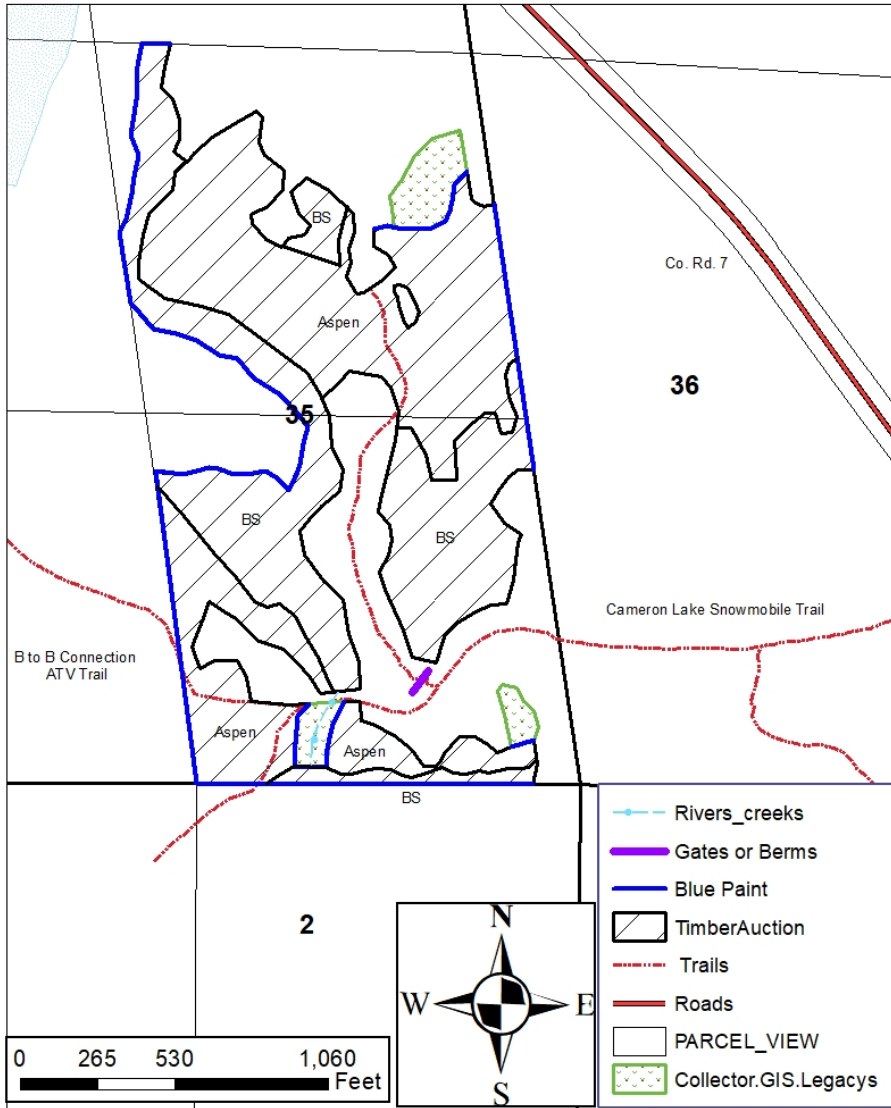 BS
Co. Rd. 7
Aspen
36
35
BS
BS
Cameron Lake Snowmobile Trail
B to B Connection
ATV Trail
Aspen
Aspen
BS
2
N
W
E
S
0 265 530 1,060
Feet
Rivers_creeks
Gates or Berms
Blue Paint
TimberAuction
Trails
Roads
PARCEL_VIEW
Collector.GIS.Legacys